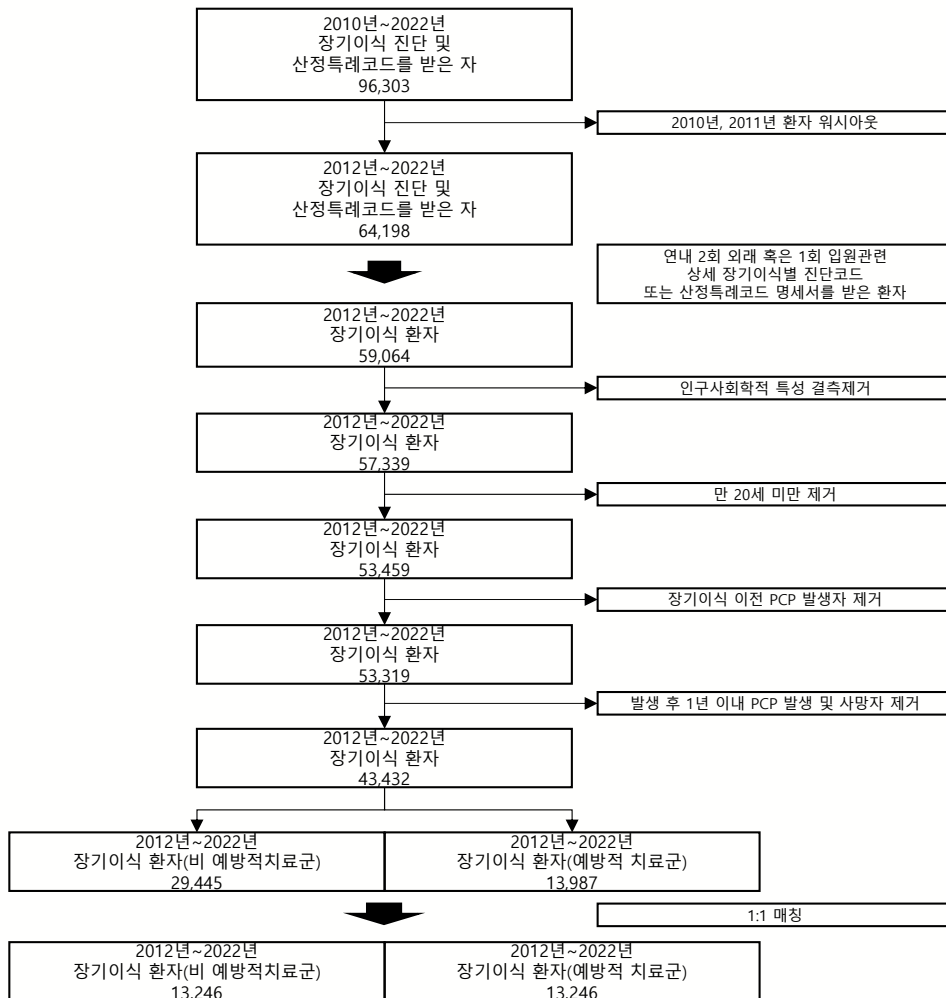 2010년~2022년
장기이식 진단 및
산정특례코드를 받은 자
96,303
2010년, 2011년 환자 워시아웃
2012년~2022년
장기이식 진단 및
산정특례코드를 받은 자
64,198
연내 2회 외래 혹은 1회 입원관련
상세 장기이식별 진단코드
또는 산정특례코드 명세서를 받은 환자
2012년~2022년
장기이식 환자
59,064
인구사회학적 특성 결측제거
2012년~2022년
장기이식 환자
57,339
만 20세 미만 제거
2012년~2022년
장기이식 환자
53,459
장기이식 이전 PCP 발생자 제거
2012년~2022년
장기이식 환자
53,319
발생 후 1년 이내 PCP 발생 및 사망자 제거
2012년~2022년
장기이식 환자
43,432
2012년~2022년
장기이식 환자(비 예방적치료군)
29,445
2012년~2022년
장기이식 환자(예방적 치료군)
13,987
1:1 매칭
2012년~2022년
장기이식 환자(비 예방적치료군)
13,246
2012년~2022년
장기이식 환자(예방적 치료군)
13,246